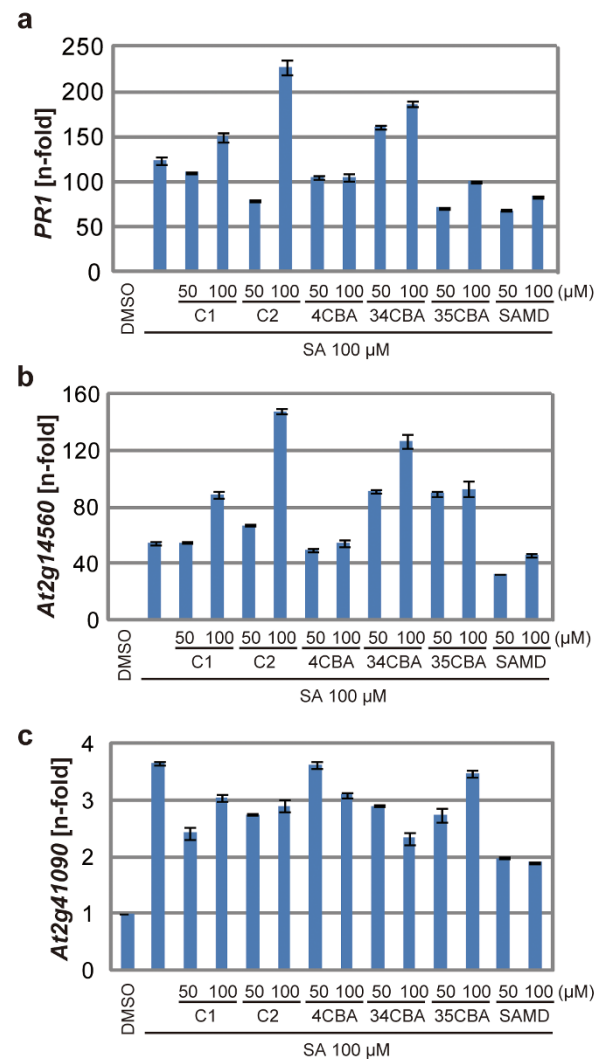 a
PR1 [n-fold]
250
200
150
100
50
0
DMSO
50 100 50 100 50 100 50 100 50 100 50 100 (μM)
C1 C2 4CBA 34CBA 35CBA SAMD
SA 100 μM
b
At2g14560 [n-fold]
160
120
80
40
0
DMSO
50 100 50 100 50 100 50 100 50 100 50 100 (μM)
C1 C2 4CBA 34CBA 35CBA SAMD
SA 100 μM
c
At2g41090 [n-fold]
4
3
2
1
0
DMSO
50 100 50 100 50 100 50 100 50 100 50 100 (μM)
C1 C2 4CBA 34CBA 35CBA SAMD
SA 100 μM